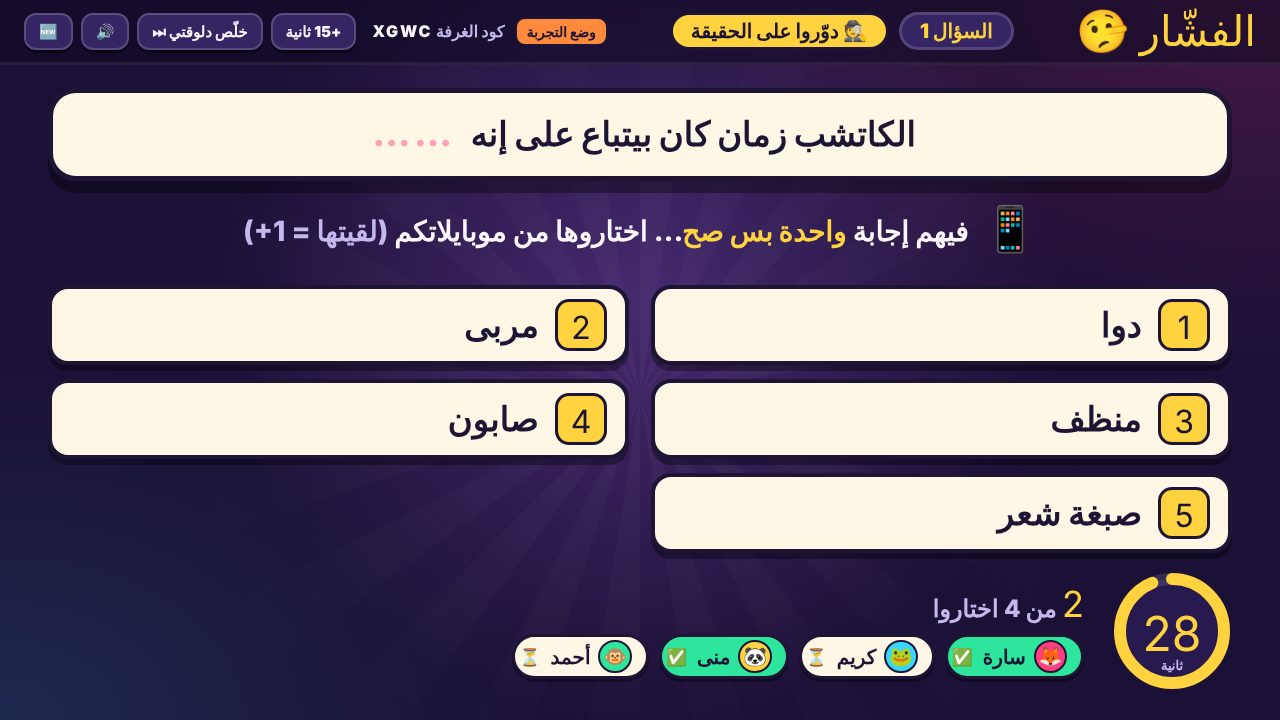 الفشّار
السؤال 1
دوّروا على الحقيقة
وضع التجربة
كود الغرفة XGWC
+15 ثانية
خلّص دلوقتي
الكاتشب زمان كان بيتباع على إنه ......
فيهم إجابة واحدة بس صح... اختاروها من موبايلاتكم (لقيتها = 1+)
1 دوا
2 مربى
3 منظف
4 صابون
5 صبغة شعر
28 ثانية
2 من 4 اختاروا
سارة
كريم
منى
أحمد